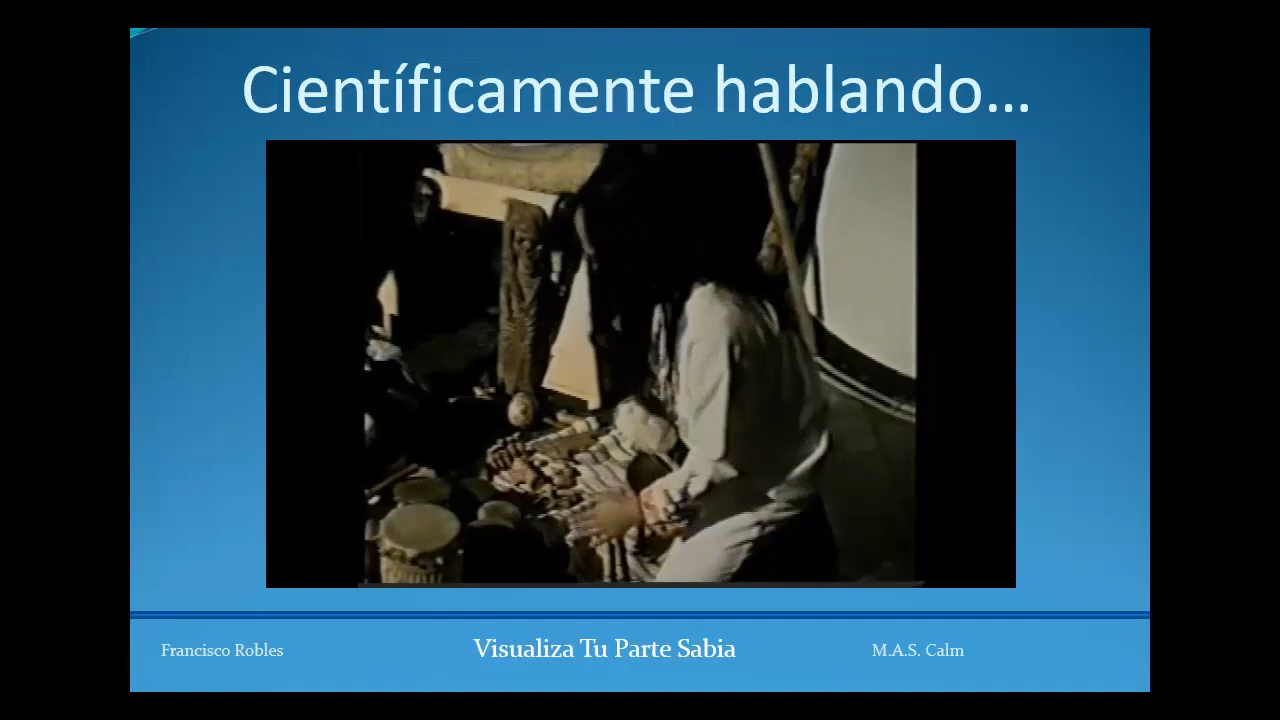 Científicamente hablando...
Francisco Robles
Visualiza Tu Parte Sabia
M.A.S. Calm